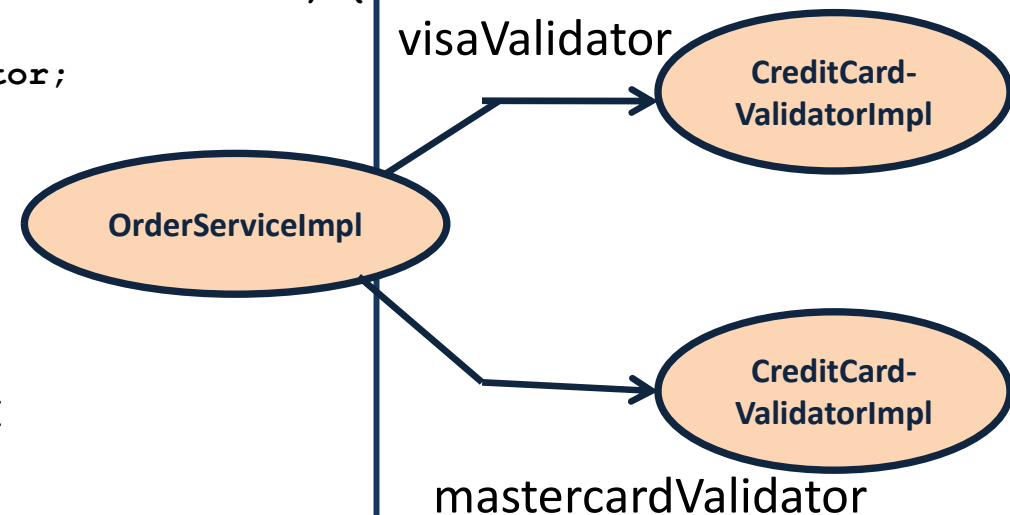 visaValidator
CreditCard-
ValidatorImpl
tor;
OrderServiceImpl
CreditCard-
ValidatorImpl
mastercardValidator